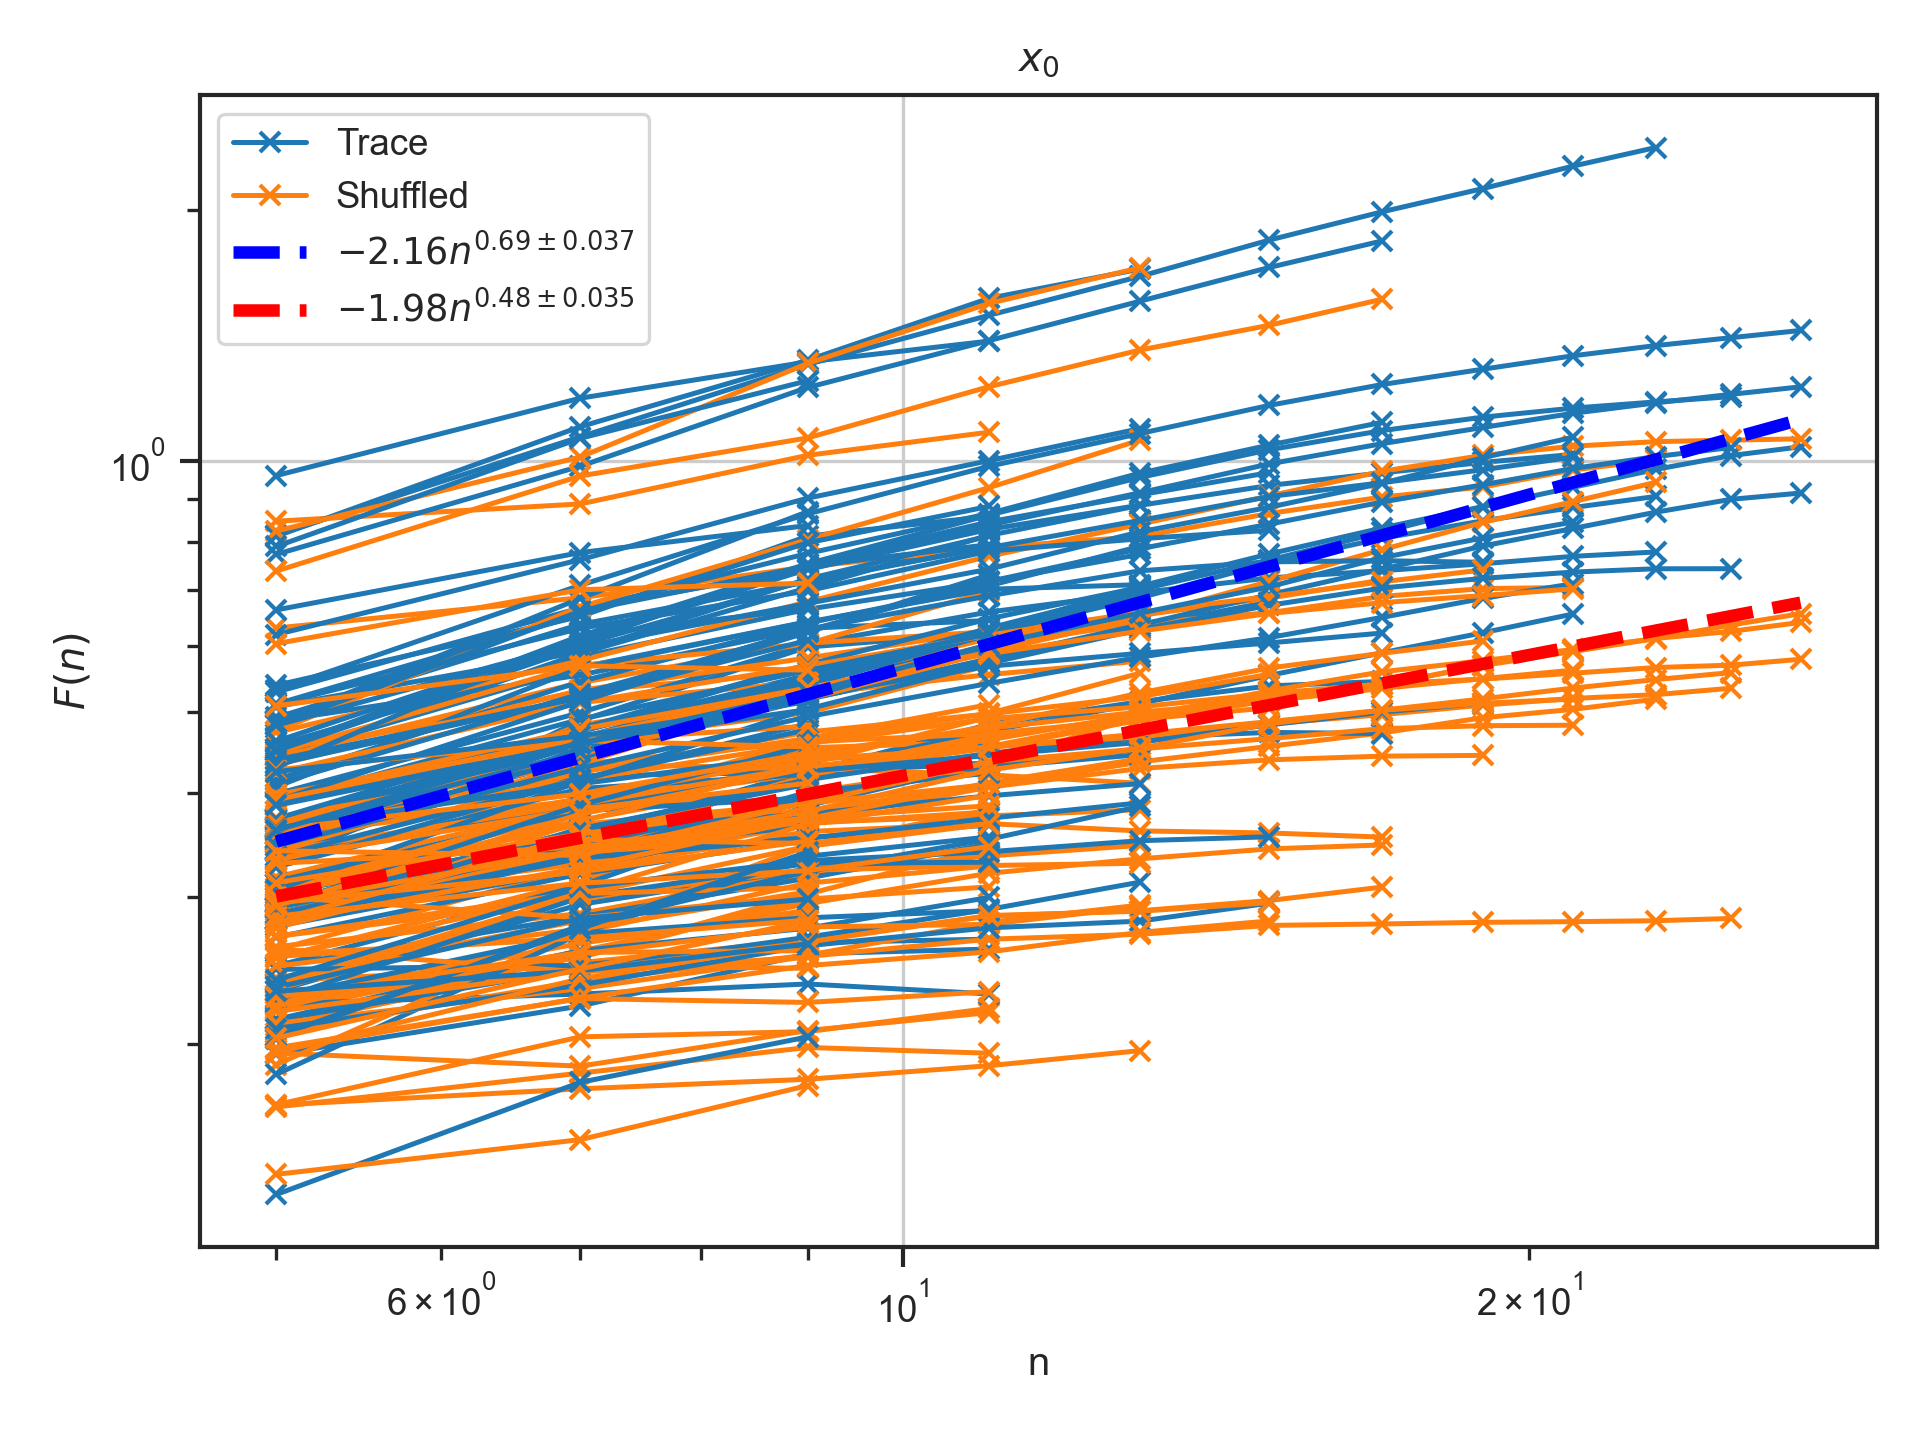 x₀
Trace
Shuffled
−2.16n^{0.69±0.037}
−1.98n^{0.48±0.035}
10⁰
F(n)
6×10⁰
10¹
2×10¹
n